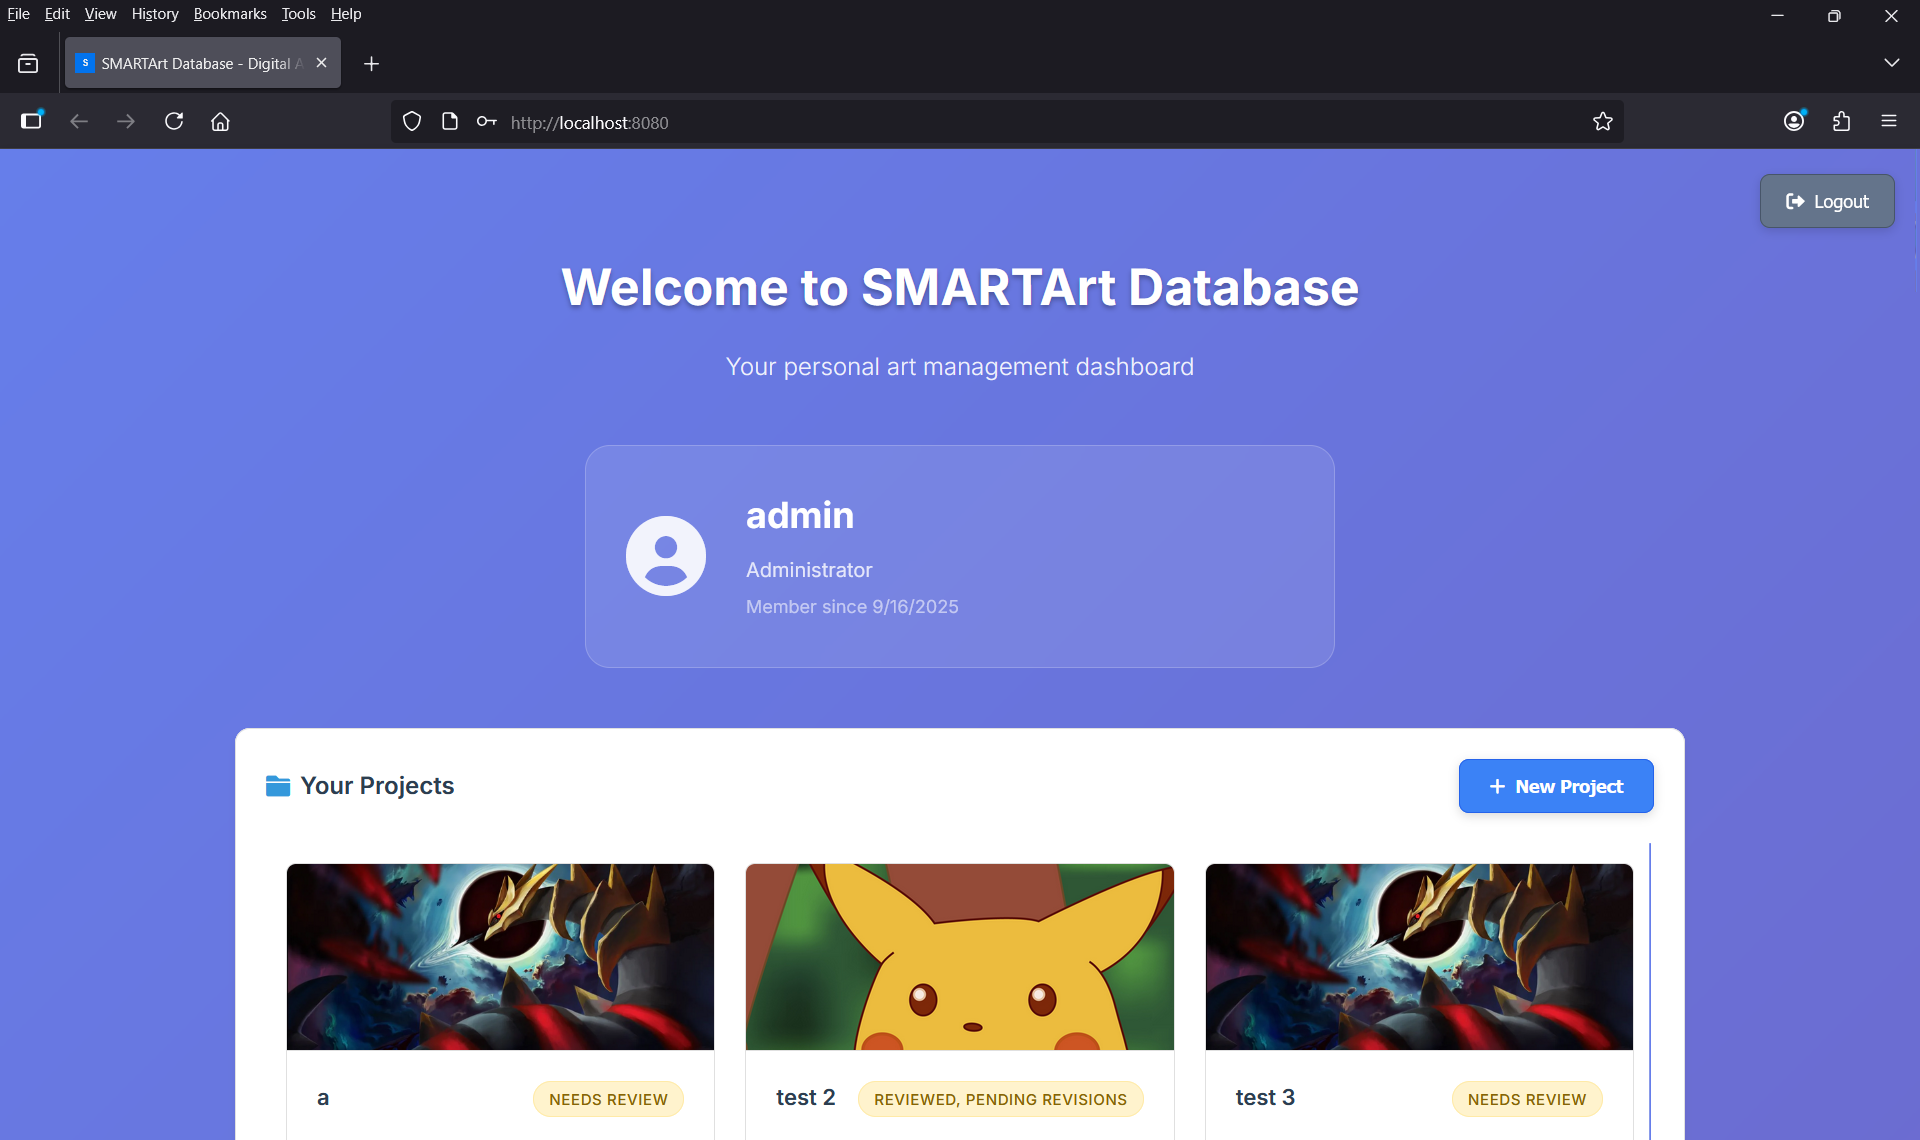 File Edit View History Bookmarks Tools Help
S SMARTArt Database - Digital A
http://localhost:8080
Logout
Welcome to SMARTArt Database
Your personal art management dashboard
admin
Administrator
Member since 9/16/2025
Your Projects
New Project
a NEEDS REVIEW
test 2 REVIEWED, PENDING REVISIONS
test 3 NEEDS REVIEW